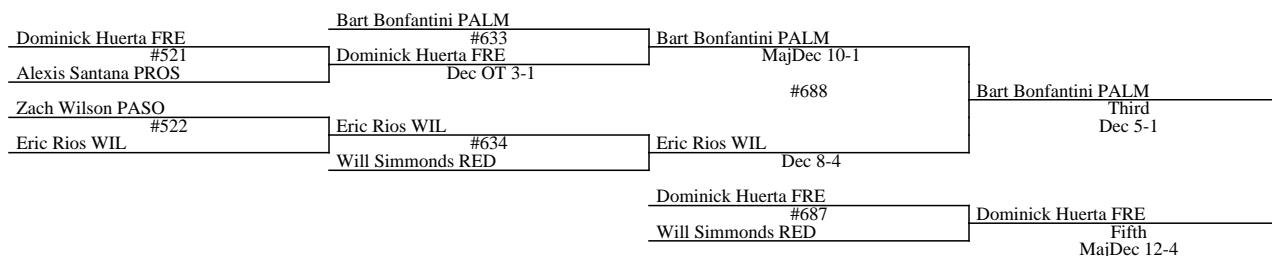 Bart Bonfantini PALM
Dominick Huerta FRE
#633
Bart Bonfantini PALM
#521
Dominick Huerta FRE
MajDec 10-1
Alexis Santana PROS
Dec OT 3-1
#688
Bart Bonfantini PALM
Zach Wilson PASO
Third
#522
Eric Rios WIL
Dec 5-1
Eric Rios WIL
#634
Eric Rios WIL
Will Simmonds RED
Dec 8-4
Dominick Huerta FRE
#687
Dominick Huerta FRE
Will Simmonds RED
Fifth
MajDec 12-4